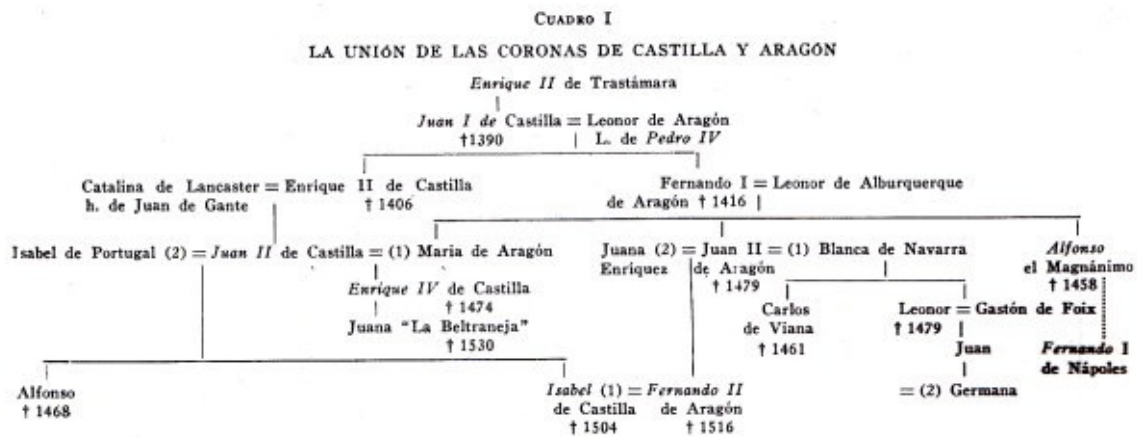 CUADRO I
LA UNIÓN DE LAS CORONAS DE CASTILLA Y ARAGÓN
Enrique II de Trastámara
Juan I de Castilla = Leonor de Aragón
†1390 L. de Pedro IV
Catalina de Lancaster = Enrique II de Castilla Fernando I = Leonor de Alburquerque
h. de Juan de Gante † 1406 de Aragón † 1416
Isabel de Portugal (2) = Juan II de Castilla = (1) Maria de Aragón Juana (2) = Juan II = (1) Blanca de Navarra Alfonso
Enriquez de Aragón el Magnánimo
Enrique IV de Castilla † 1479 † 1458
† 1474 Carlos Leonor = Gastón de Foix
Juana "La Beltraneja" de Viana † 1479
† 1530 † 1461 Juan Fernando I
de Nápoles
Alfonso Isabel (1) = Fernando II = (2) Germana
† 1468 de Castilla de Aragón
† 1504 † 1516